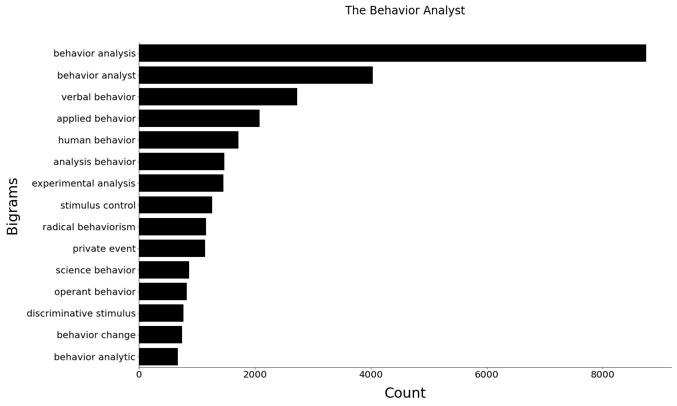 The Behavior Analyst
Bigrams
behavior analysis
behavior analyst
verbal behavior
applied behavior
human behavior
analysis behavior
experimental analysis
stimulus control
radical behaviorism
private event
science behavior
operant behavior
discriminative stimulus
behavior change
behavior analytic
0 2000 4000 6000 8000
Count